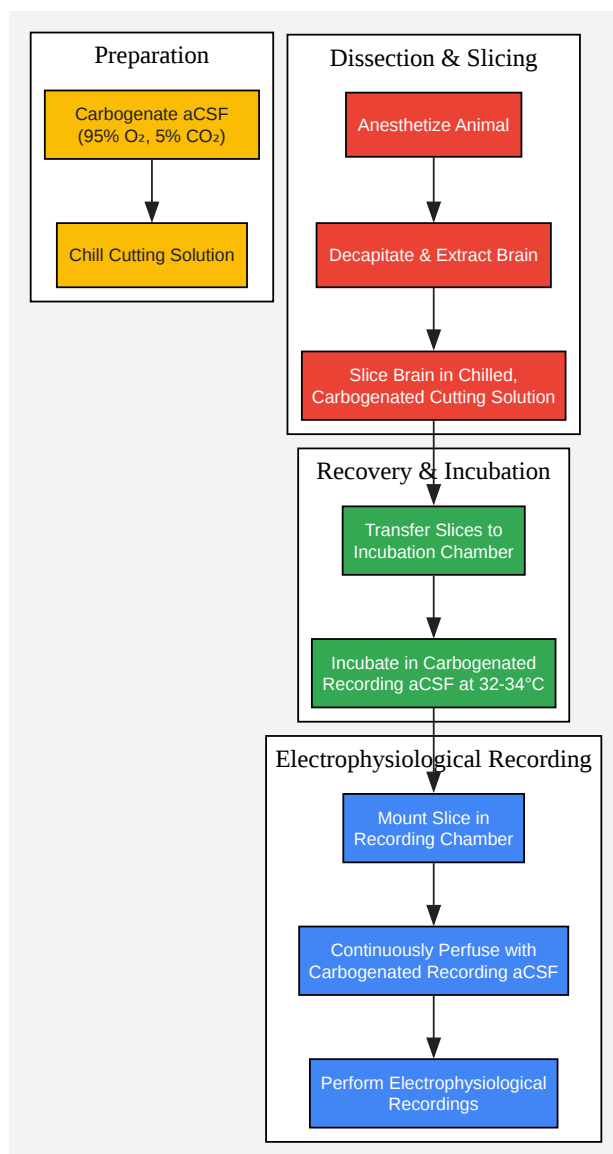 Preparation
Carbogenate aCSF
(95% O₂, 5% CO₂)
Chill Cutting Solution
Dissection & Slicing
Anesthetize Animal
Decapitate & Extract Brain
Slice Brain in Chilled,
Carbogenated Cutting Solution
Recovery & Incubation
Transfer Slices to
Incubation Chamber
Incubate in Carbogenated
Recording aCSF at 32-34°C
Electrophysiological Recording
Mount Slice in
Recording Chamber
Continuously Perfuse with
Carbogenated Recording aCSF
Perform Electrophysiological
Recordings